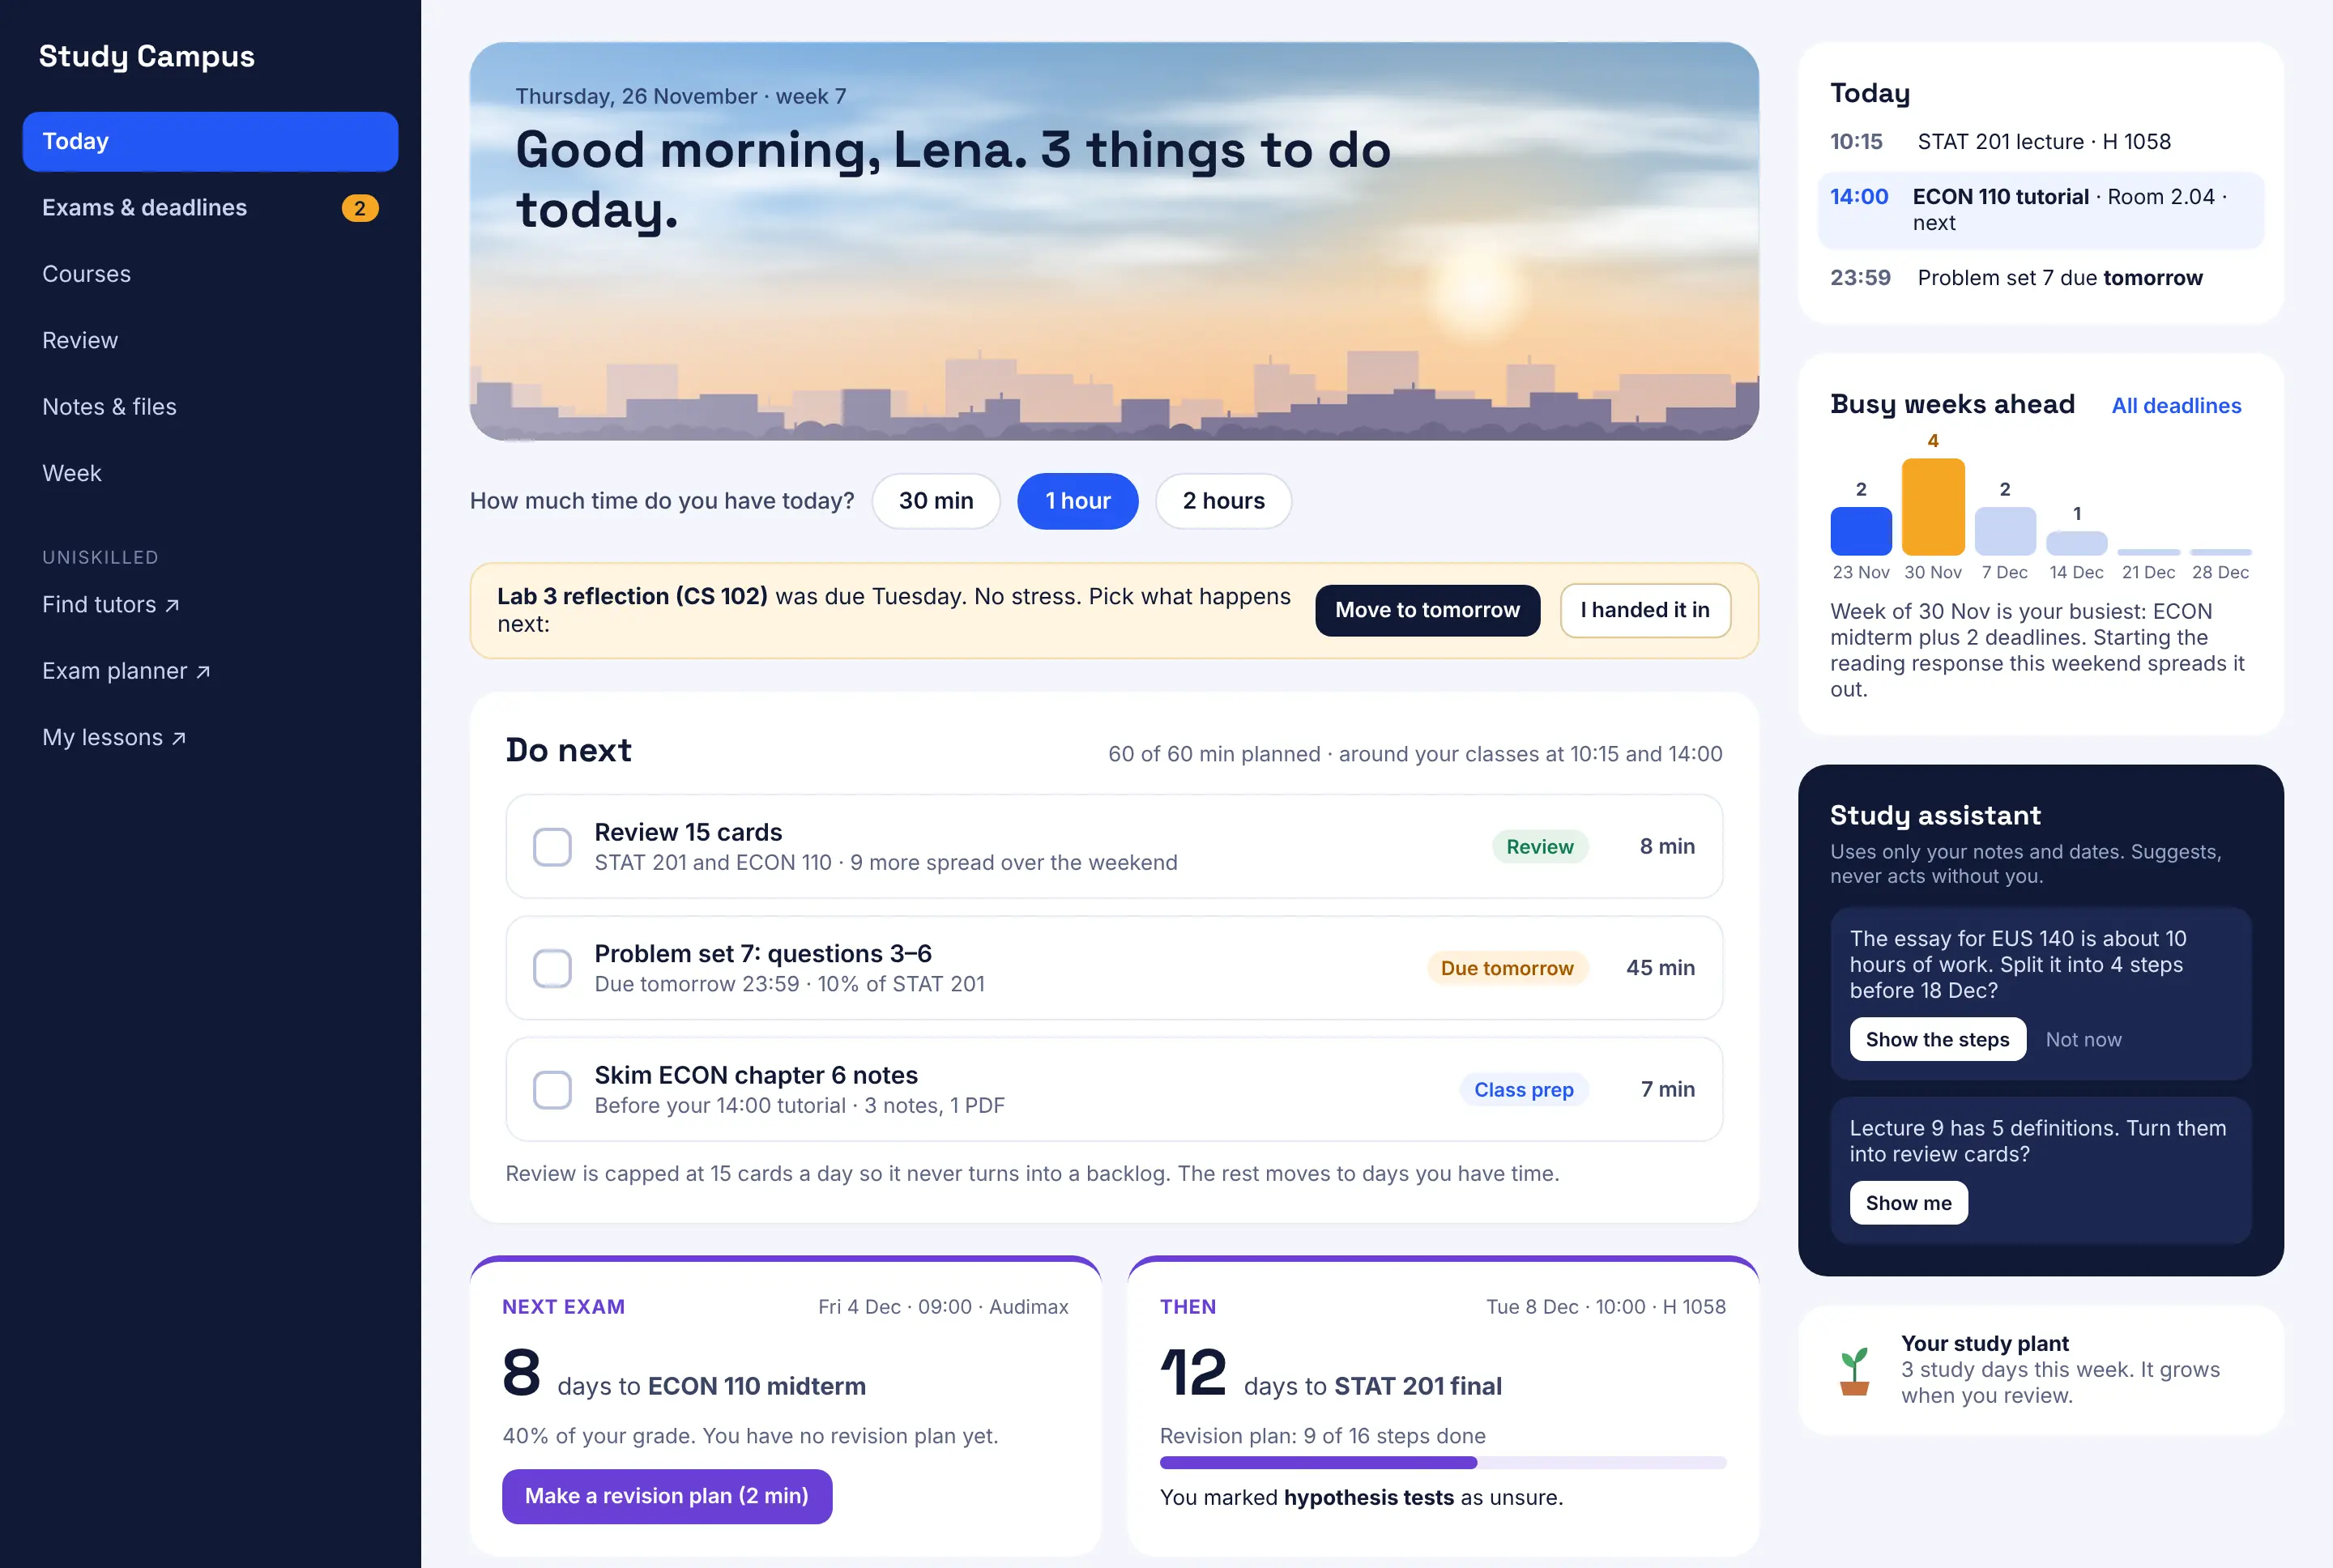 Study Campus
Today
Exams & deadlines 2
Courses
Review
Notes & files
Week
UNISKILLED
Find tutors ↗
Exam planner ↗
My lessons ↗
Thursday, 26 November · week 7
Good morning, Lena. 3 things to do
today.
How much time do you have today? 30 min 1 hour 2 hours
Lab 3 reflection (CS 102) was due Tuesday. No stress. Pick what happens
next:
Move to tomorrow I handed it in
Do next
60 of 60 min planned · around your classes at 10:15 and 14:00
Review 15 cards
STAT 201 and ECON 110 · 9 more spread over the weekend
Review 8 min
Problem set 7: questions 3–6
Due tomorrow 23:59 · 10% of STAT 201
Due tomorrow 45 min
Skim ECON chapter 6 notes
Before your 14:00 tutorial · 3 notes, 1 PDF
Class prep 7 min
Review is capped at 15 cards a day so it never turns into a backlog. The rest moves to days you have time.
NEXT EXAM Fri 4 Dec · 09:00 · Audimax
8 days to ECON 110 midterm
40% of your grade. You have no revision plan yet.
Make a revision plan (2 min)
THEN Tue 8 Dec · 10:00 · H 1058
12 days to STAT 201 final
Revision plan: 9 of 16 steps done
You marked hypothesis tests as unsure.
Today
10:15 STAT 201 lecture · H 1058
14:00 ECON 110 tutorial · Room 2.04 ·
next
23:59 Problem set 7 due tomorrow
Busy weeks ahead All deadlines
2 4 2 1
23 Nov 30 Nov 7 Dec 14 Dec 21 Dec 28 Dec
Week of 30 Nov is your busiest: ECON
midterm plus 2 deadlines. Starting the
reading response this weekend spreads it
out.
Study assistant
Uses only your notes and dates. Suggests,
never acts without you.
The essay for EUS 140 is about 10
hours of work. Split it into 4 steps
before 18 Dec?
Show the steps Not now
Lecture 9 has 5 definitions. Turn them
into review cards?
Show me
Your study plant
3 study days this week. It grows
when you review.